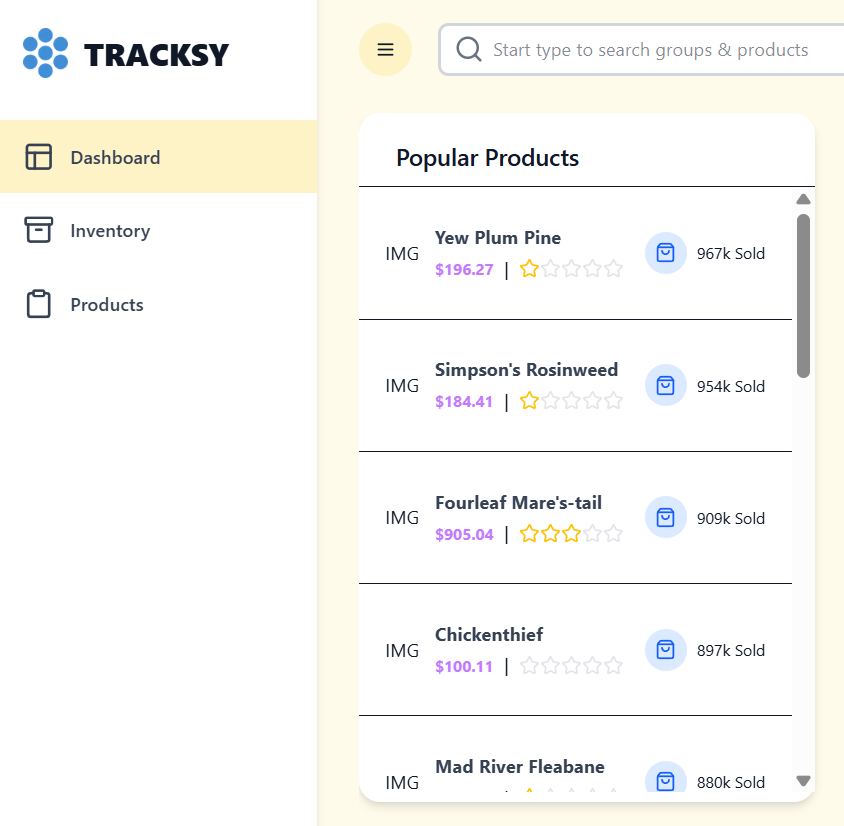 TRACKSY
Start type to search groups & products
Dashboard
Inventory
Products
Popular Products
IMG
Yew Plum Pine
$196.27 |
967k Sold
IMG
Simpson's Rosinweed
$184.41 |
954k Sold
IMG
Fourleaf Mare's-tail
$905.04 |
909k Sold
IMG
Chickenthief
$100.11 |
897k Sold
IMG
Mad River Fleabane
880k Sold